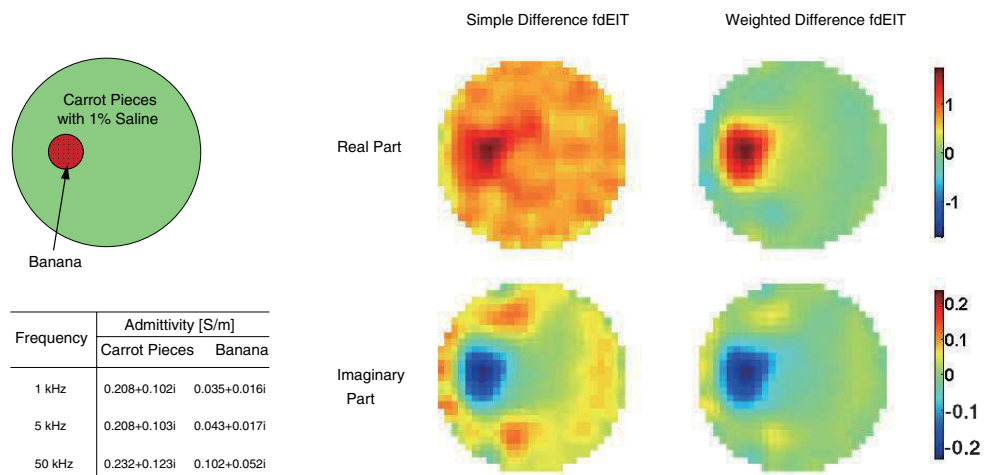 Simple Difference fdEIT
Weighted Difference fdEIT
Carrot Pieces
with 1% Saline
Banana
Real Part
1
0
-1
Frequency
Admittivity [S/m]
Carrot Pieces
Banana
1 kHz
0.208+0.102i
0.035+0.016i
5 kHz
0.208+0.103i
0.043+0.017i
50 kHz
0.232+0.123i
0.102+0.052i
Imaginary
Part
0.2
0.1
0
-0.1
-0.2